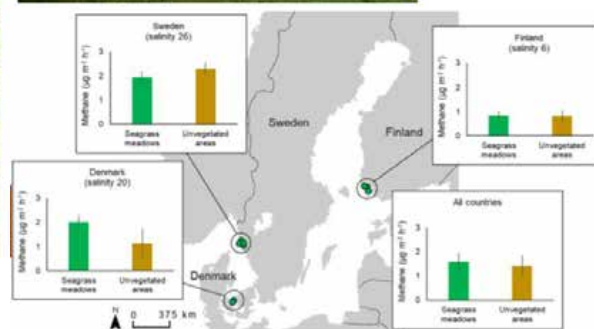 Sweden
(salinity 26)
Methane (µg m⁻² h⁻¹)
3
2
1
0
Seagrass meadows
Unvegetated areas
Finland
(salinity 6)
Methane (µg m⁻² h⁻¹)
3
2
1
0
Seagrass meadows
Unvegetated areas
Sweden
Finland
Denmark
(salinity 20)
Methane (µg m⁻² h⁻¹)
3
2
1
0
Seagrass meadows
Unvegetated areas
All countries
Methane (µg m⁻² h⁻¹)
3
2
1
0
Seagrass meadows
Unvegetated areas
Denmark
N
0 375 km